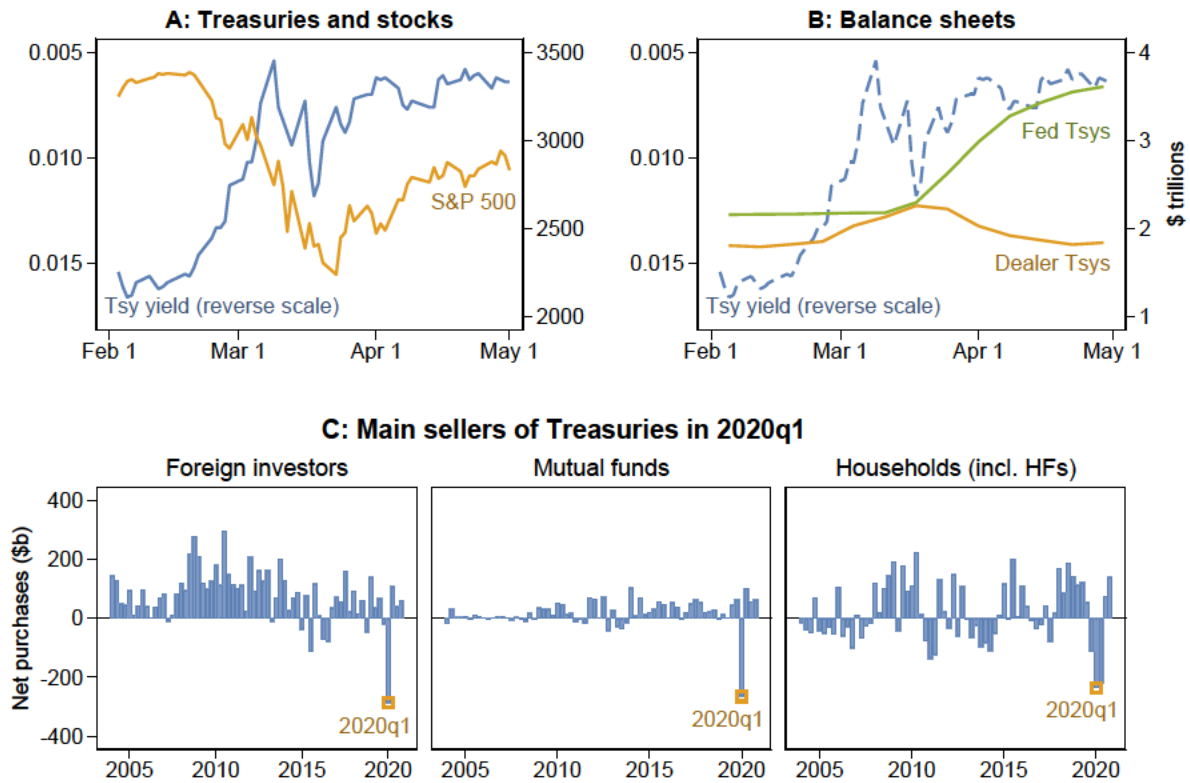 A: Treasuries and stocks
0.005
0.010
0.015
3500
3000
2500
2000
S&P 500
Tsy yield (reverse scale)
Feb 1 Mar 1 Apr 1 May 1
B: Balance sheets
0.005
0.010
0.015
4
3
2
1
$ trillions
Fed Tsys
Dealer Tsys
Tsy yield (reverse scale)
Feb 1 Mar 1 Apr 1 May 1
C: Main sellers of Treasuries in 2020q1
Foreign investors Mutual funds Households (incl. HFs)
Net purchases ($b)
400
200
0
-200
-400
2020q1 2020q1 2020q1
2005 2010 2015 2020 2005 2010 2015 2020 2005 2010 2015 2020